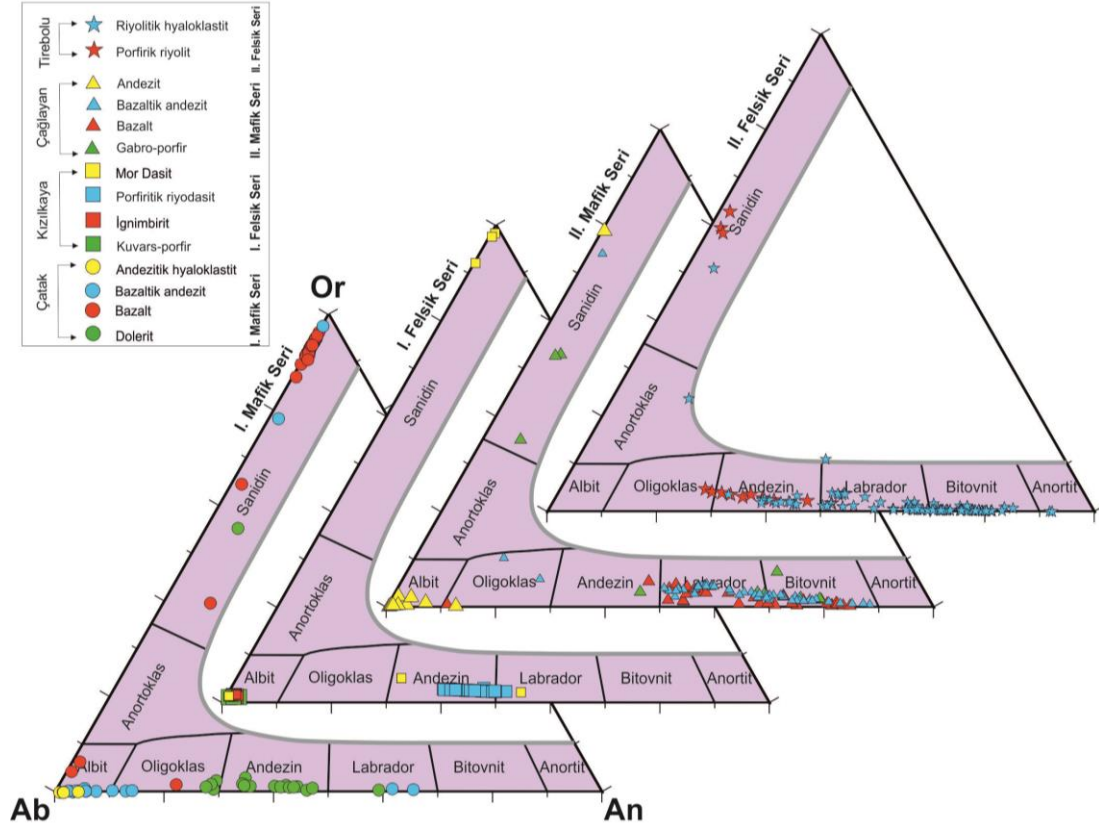 Tirebolu
Riyolitik hyaloklastit
Porfirik riyolit
II. Felsik Seri
Çağlayan
Andezit
Bazaltik andezit
Bazalt
Gabro-porfir
II. Mafik Seri
Kızılkaya
Mor Dasit
Porfiritik riyodasit
İgnimbirit
Kuvars-porfir
I. Felsik Seri
Çatak
Andezitik hyaloklastit
Bazaltik andezit
Bazalt
Dolerit
I. Mafik Seri
II. Felsik Seri
Sanidin
Anortoklas
Albit Oligoklas Andezin Labrador Bitovnit Anortit
II. Mafik Seri
Sanidin
Anortoklas
Albit Oligoklas Andezin Labrador Bitovnit Anortit
I. Felsik Seri
Sanidin
Anortoklas
Albit Oligoklas Andezin Labrador Bitovnit Anortit
Or
I. Mafik Seri
Sanidin
Anortoklas
Albit Oligoklas Andezin Labrador Bitovnit Anortit
Ab An